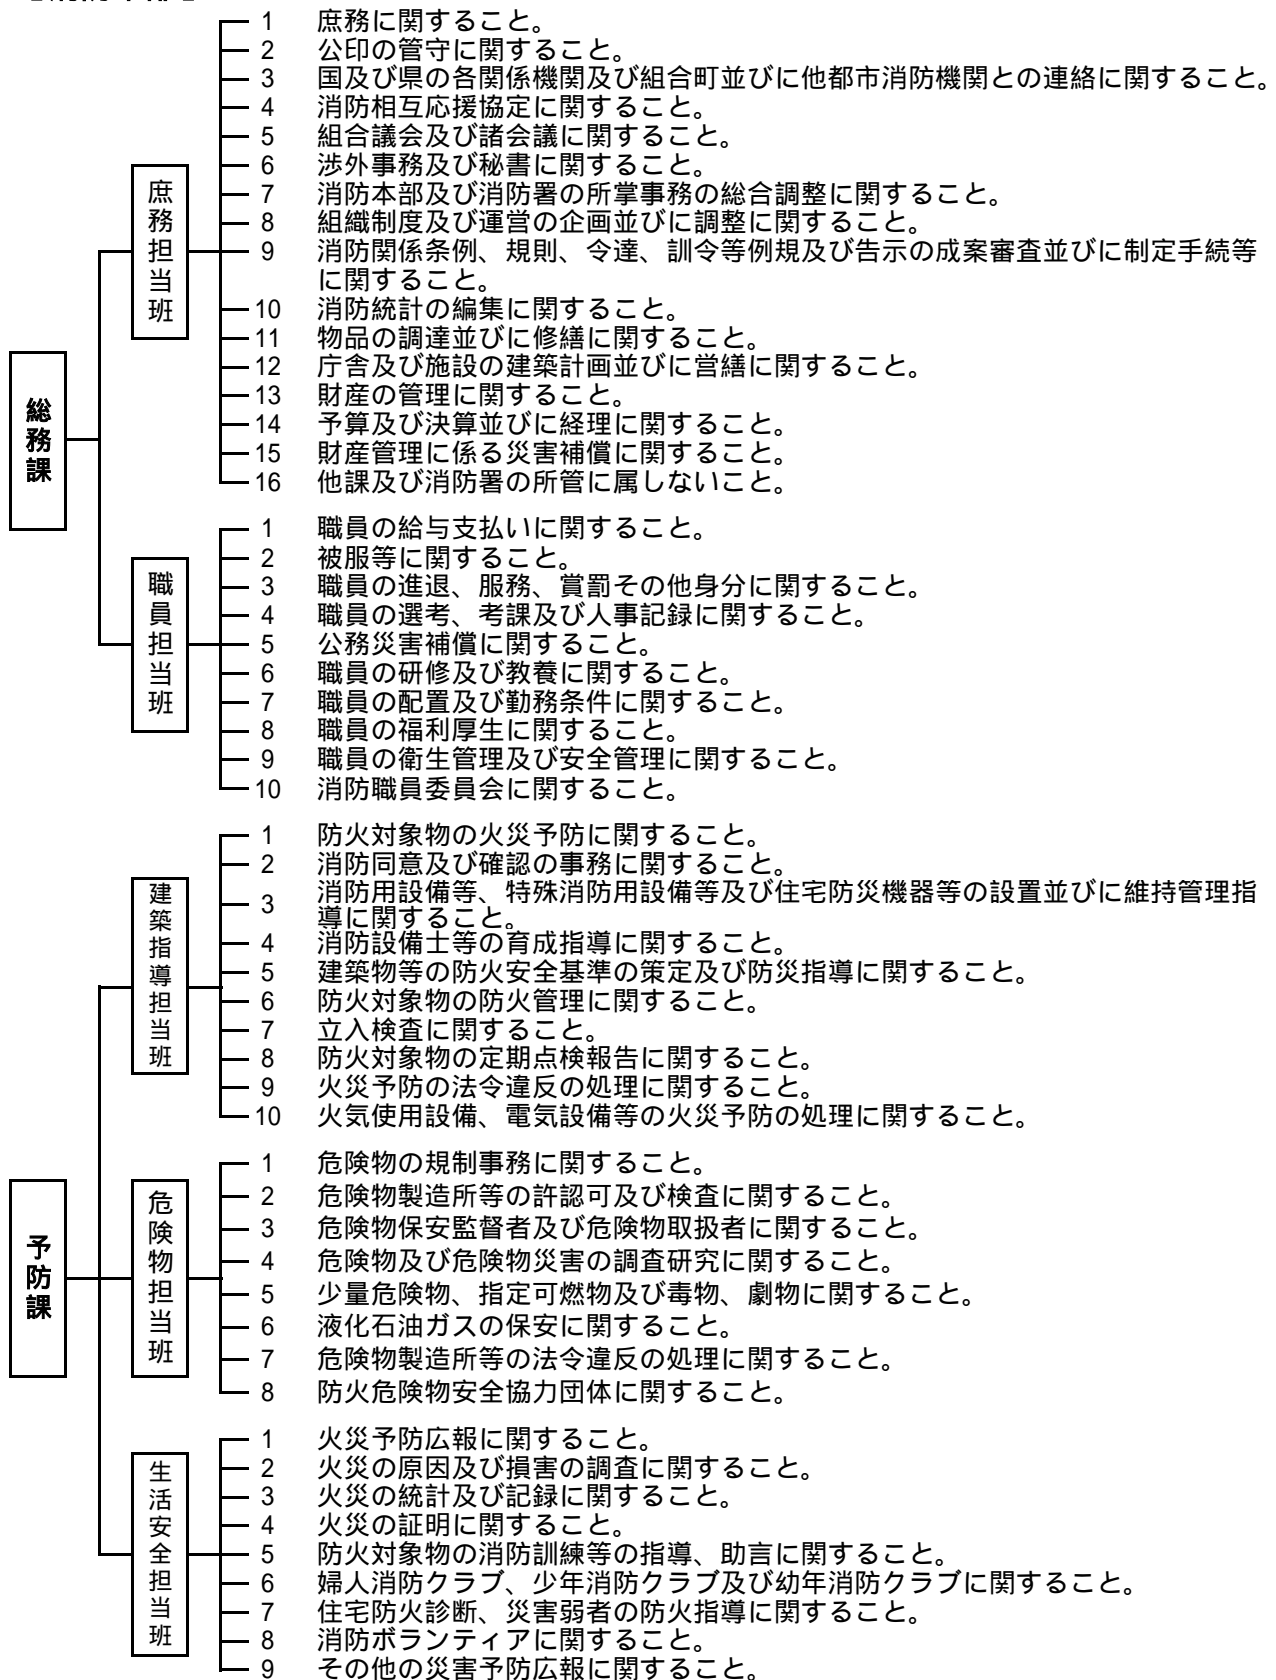 総務課
庶務担当班
1 庶務に関すること。
2 公印の管守に関すること。
3 国及び県の各関係機関及び組合町並びに他都市消防機関との連絡に関すること。
4 消防相互応援協定に関すること。
5 組合議会及び諸会議に関すること。
6 渉外事務及び秘書に関すること。
7 消防本部及び消防署の所掌事務の総合調整に関すること。
8 組織制度及び運営の企画並びに調整に関すること。
9 消防関係条例、規則、令達、訓令等例規及び告示の成案審査並びに制定手続等
に関すること。
10 消防統計の編集に関すること。
11 物品の調達並びに修繕に関すること。
12 庁舎及び施設の建築計画並びに営繕に関すること。
13 財産の管理に関すること。
14 予算及び決算並びに経理に関すること。
15 財産管理に係る災害補償に関すること。
16 他課及び消防署の所管に属しないこと。
職員担当班
1 職員の給与支払いに関すること。
2 被服等に関すること。
3 職員の進退、服務、賞罰その他身分に関すること。
4 職員の選考、考課及び人事記録に関すること。
5 公務災害補償に関すること。
6 職員の研修及び教養に関すること。
7 職員の配置及び勤務条件に関すること。
8 職員の福利厚生に関すること。
9 職員の衛生管理及び安全管理に関すること。
10 消防職員委員会に関すること。
予防課
建築指導担当班
1 防火対象物の火災予防に関すること。
2 消防同意及び確認の事務に関すること。
3 消防用設備等、特殊消防用設備等及び住宅防災機器等の設置並びに維持管理指
導に関すること。
4 消防設備士等の育成指導に関すること。
5 建築物等の防火安全基準の策定及び防災指導に関すること。
6 防火対象物の防火管理に関すること。
7 立入検査に関すること。
8 防火対象物の定期点検報告に関すること。
9 火災予防の法令違反の処理に関すること。
10 火気使用設備、電気設備等の火災予防の処理に関すること。
危険物担当班
1 危険物の規制事務に関すること。
2 危険物製造所等の許認可及び検査に関すること。
3 危険物保安監督者及び危険物取扱者に関すること。
4 危険物及び危険物災害の調査研究に関すること。
5 少量危険物、指定可燃物及び毒物、劇物に関すること。
6 液化石油ガスの保安に関すること。
7 危険物製造所等の法令違反の処理に関すること。
8 防火危険物安全協力団体に関すること。
生活安全担当班
1 火災予防広報に関すること。
2 火災の原因及び損害の調査に関すること。
3 火災の統計及び記録に関すること。
4 火災の証明に関すること。
5 防火対象物の消防訓練等の指導、助言に関すること。
6 婦人消防クラブ、少年消防クラブ及び幼年消防クラブに関すること。
7 住宅防火診断、災害弱者の防火指導に関すること。
8 消防ボランティアに関すること。
9 その他の災害予防広報に関すること。